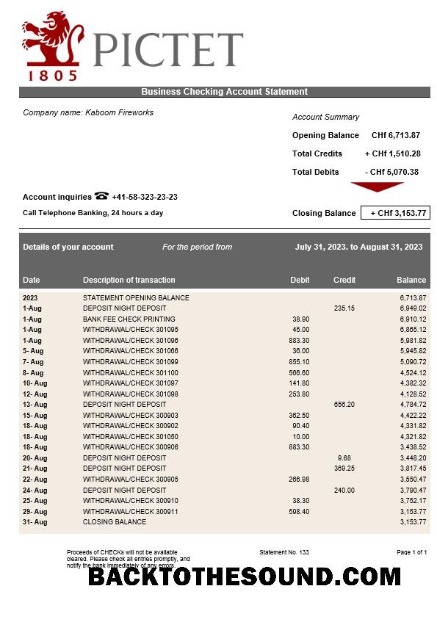 PICTET
1805
Business Checking Account Statement
Company name: Kaboom Fireworks
Account Summary
Opening Balance CHf 6,713.87
Total Credits + CHf 1,510.28
Total Debits - CHf 5,070.38
Account inquiries ☎ +41-58-323-23-23
Call Telephone Banking, 24 hours a day
Closing Balance + CHf 3,153.77
Details of your account For the period from July 31, 2023. to August 31, 2023
Date Description of transaction Debit Credit Balance
2023 STATEMENT OPENING BALANCE 6,713.87
1-Aug DEPOSIT NIGHT DEPOSIT 235.15 6,949.02
1-Aug BANK FEE CHECK PRINTING 38.90 6,910.12
1-Aug WITHDRAWAL/CHECK 301095 45.00 6,865.12
1-Aug WITHDRAWAL/CHECK 301096 883.30 5,981.82
5- Aug WITHDRAWAL/CHECK 301066 36.00 5,945.82
7- Aug WITHDRAWAL/CHECK 301099 855.10 5,090.72
8- Aug WITHDRAWAL/CHECK 301100 566.60 4,524.12
10- Aug WITHDRAWAL/CHECK 301097 141.80 4,382.32
12- Aug WITHDRAWAL/CHECK 301098 253.80 4,128.52
13- Aug DEPOSIT NIGHT DEPOSIT 656.20 4,784.72
15- Aug WITHDRAWAL/CHECK 300903 362.50 4,422.22
18- Aug WITHDRAWAL/CHECK 300902 90.40 4,331.82
18- Aug WITHDRAWAL/CHECK 301050 10.00 4,321.82
18- Aug WITHDRAWAL/CHECK 300906 883.30 3,438.52
20- Aug DEPOSIT NIGHT DEPOSIT 9.68 3,448.20
21- Aug DEPOSIT NIGHT DEPOSIT 369.25 3,817.45
22- Aug WITHDRAWAL/CHECK 300905 266.98 3,550.47
24- Aug DEPOSIT NIGHT DEPOSIT 240.00 3,790.47
25- Aug WITHDRAWAL/CHECK 300910 38.30 3,752.17
29- Aug WITHDRAWAL/CHECK 300911 598.40 3,153.77
31- Aug CLOSING BALANCE 3,153.77
Proceeds of CHECKs will not be available Statement No. 133 Page 1 of 1
cleared. Please check all entries promptly, and
notify the bank immediately of any errors
BACKTOTHESOUND.COM